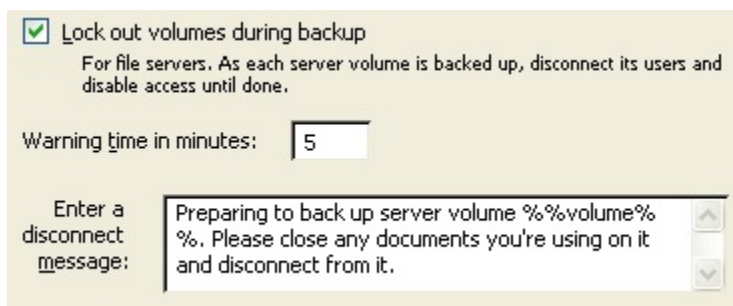 Lock out volumes during backup
For file servers. As each server volume is backed up, disconnect its users and
disable access until done.
Warning time in minutes: 5
Enter a
disconnect
message:
Preparing to back up server volume %%volume%
%. Please close any documents you're using on it
and disconnect from it.